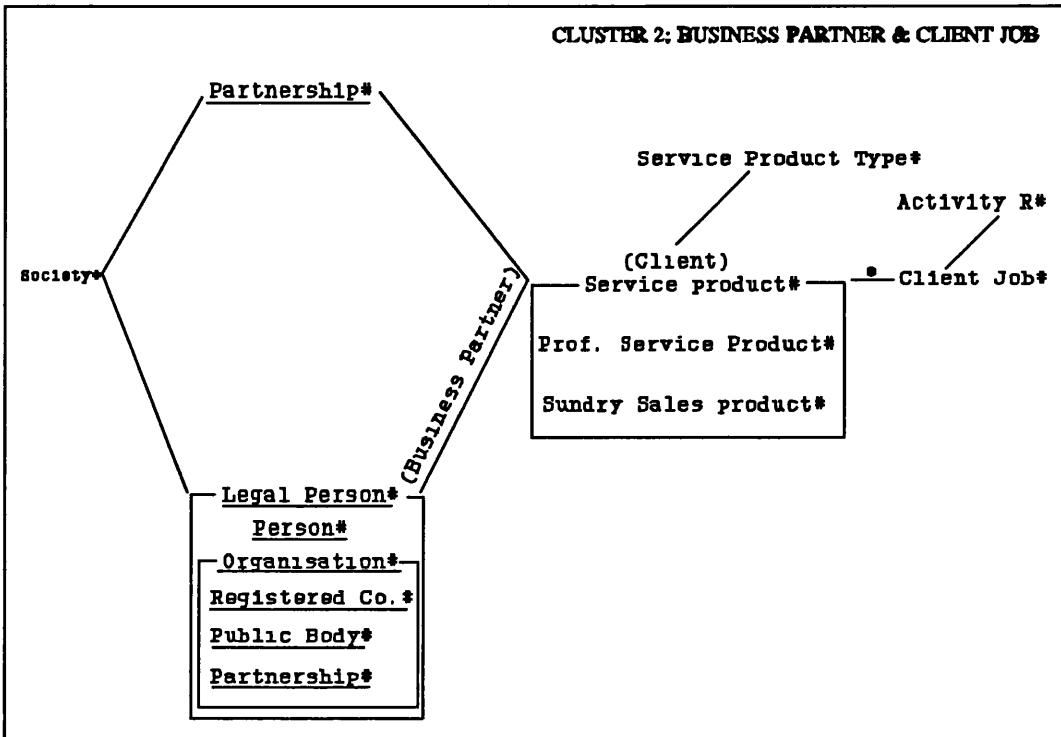 CLUSTER 2: BUSINESS PARTNER & CLIENT JOB
Partnership#
Service Product Type#
Activity R#
Society#
(Client)
Service product#
Client Job#
(Business Partner)
Prof. Service Product#
Sundry Sales product#
Legal Person#
Person#
Organisation#
Registered Co.#
Public Body#
Partnership#